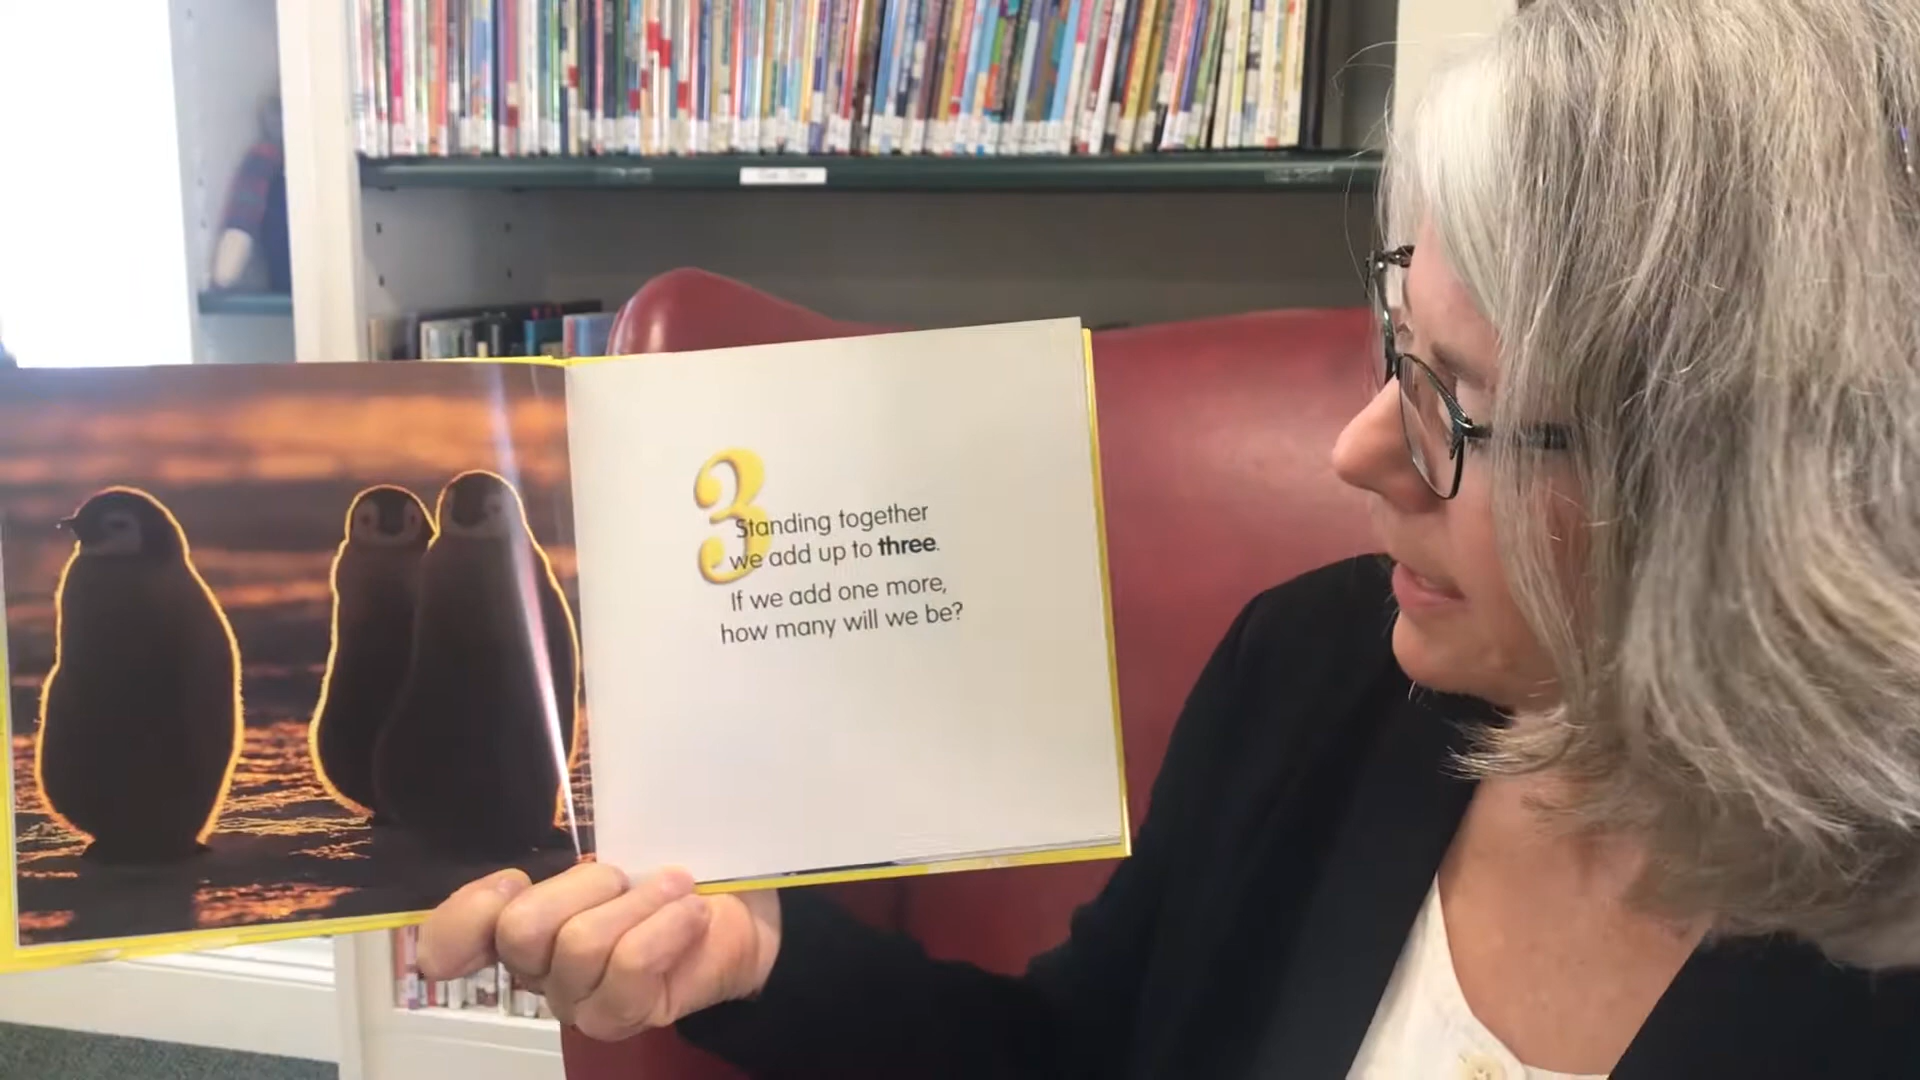 3
Standing together
we add up to three.
If we add one more,
how many will we be?